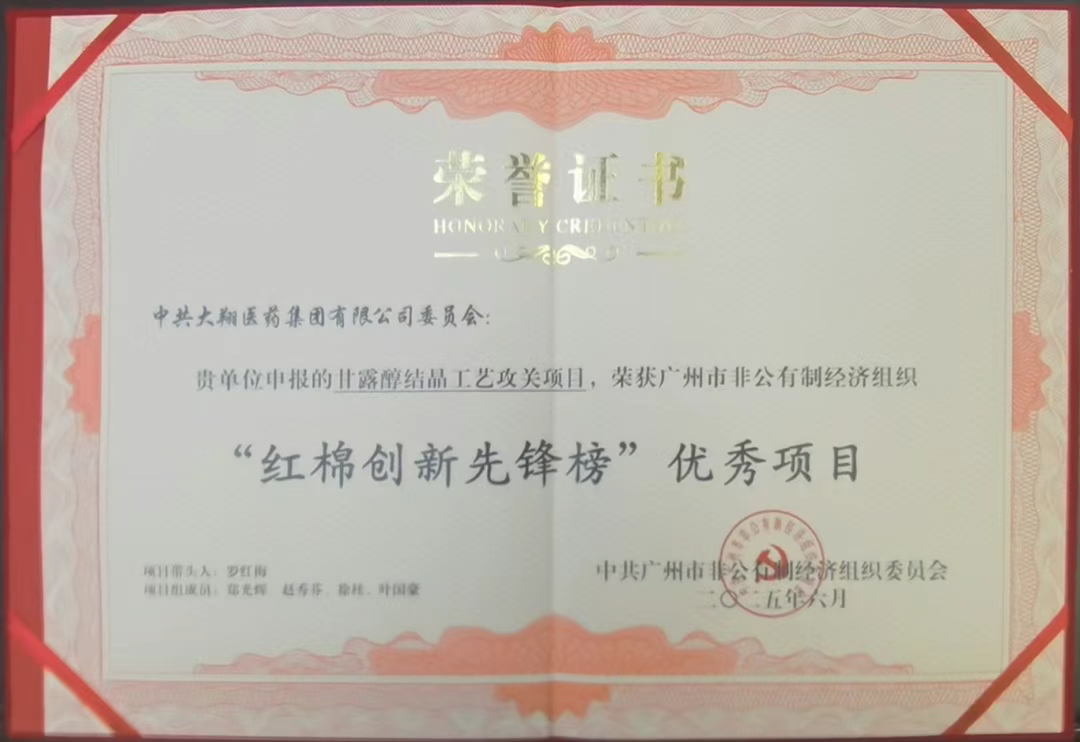 荣誉证书
HONORARY CREDENTIAL
中共大翔医药集团有限公司委员会：
贵单位申报的甘露醇结晶工艺攻关项目，荣获广州市非公有制经济组织
“红棉创新先锋榜”优秀项目
项目带头人：罗红梅
项目组成员：郑光辉 赵秀芬、徐桂、叶国豪
中共广州市非公有制经济组织委员会
二〇二五年六月